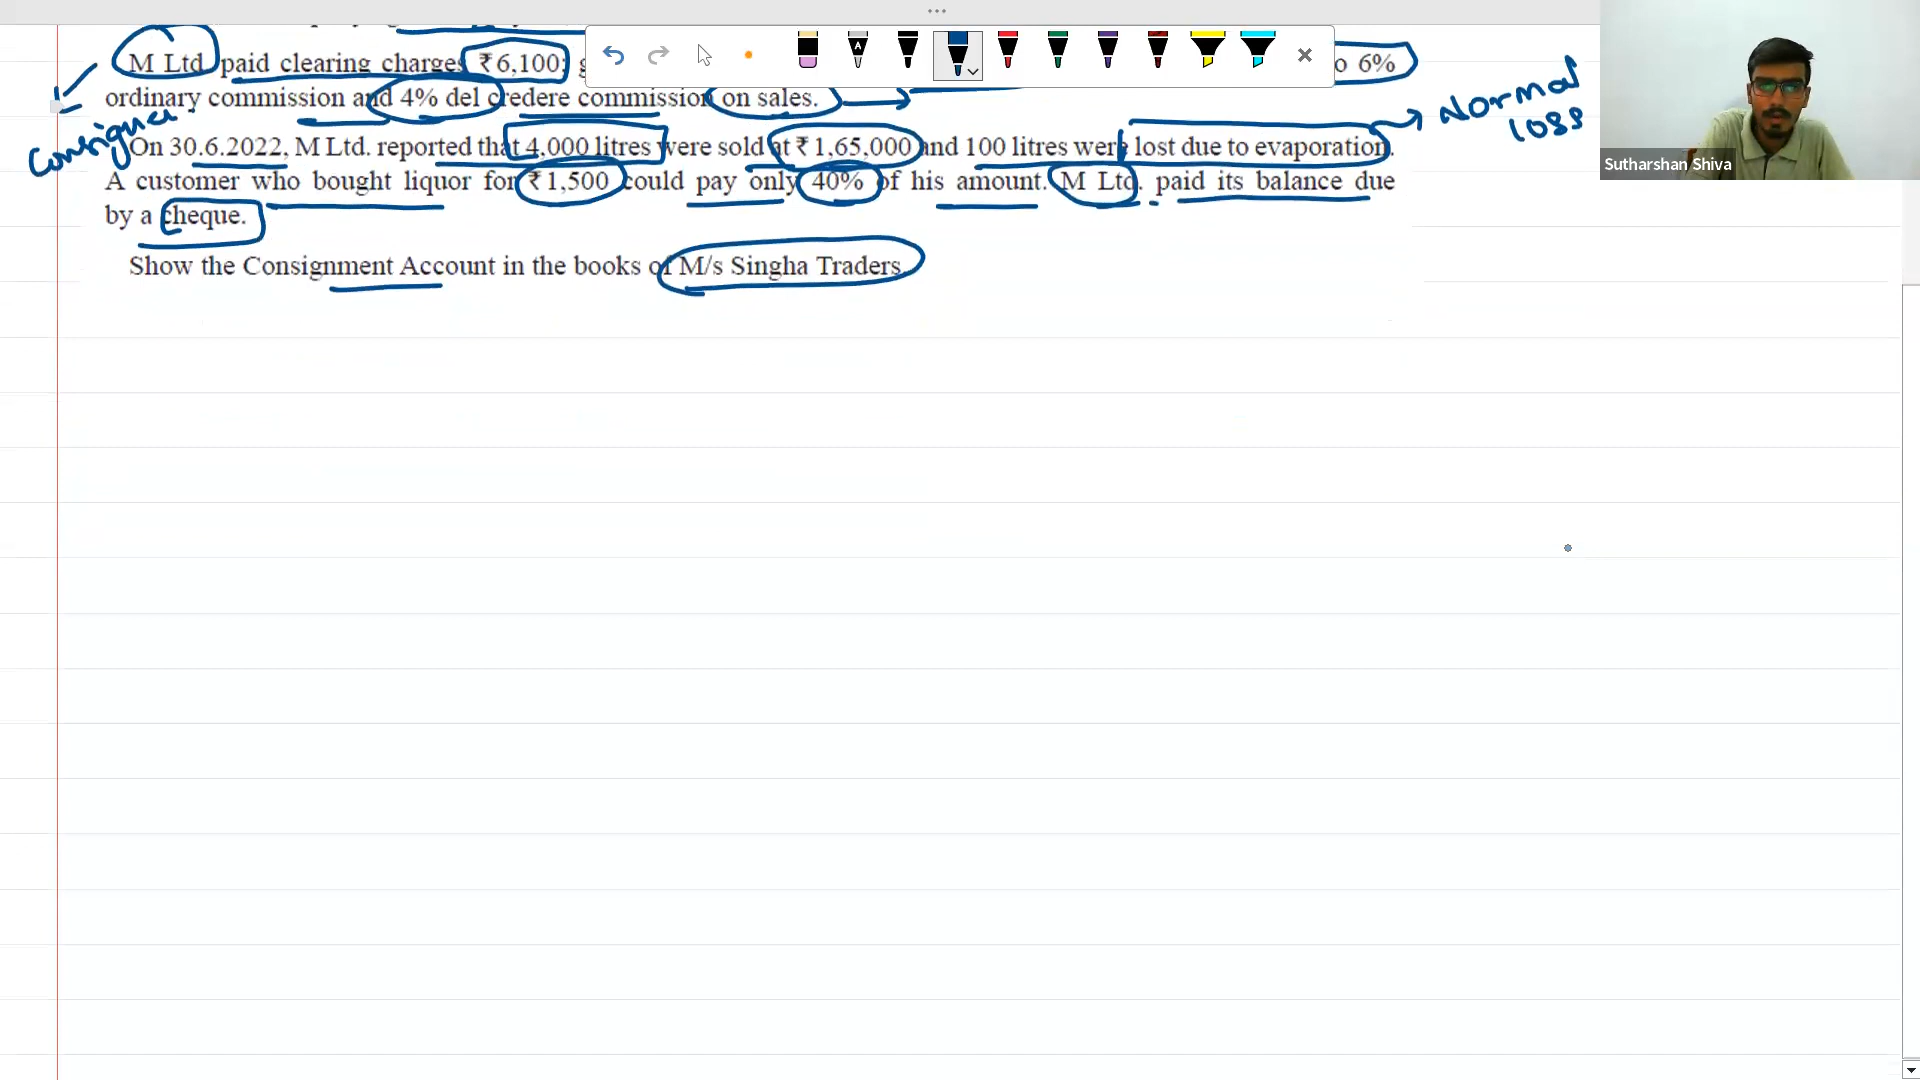 M Ltd. paid clearing charges ₹6,100; o 6%
ordinary commission and 4% del credere commission on sales.
Normal loss
Consignee.
On 30.6.2022, M Ltd. reported that 4,000 litres were sold at ₹1,65,000 and 100 litres were lost due to evaporation.
A customer who bought liquor for ₹1,500 could pay only 40% of his amount. M Ltd. paid its balance due
by a cheque.
Show the Consignment Account in the books of M/s Singha Traders.
Sutharshan Shiva